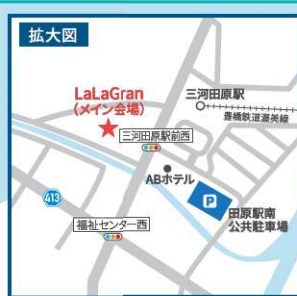 拡大図
LaLaGran
(メイン会場)
三河田原駅
豊橋鉄道渥美線
三河田原駅前西
ABホテル
P
田原駅南
公共駐車場
413
福祉センター西